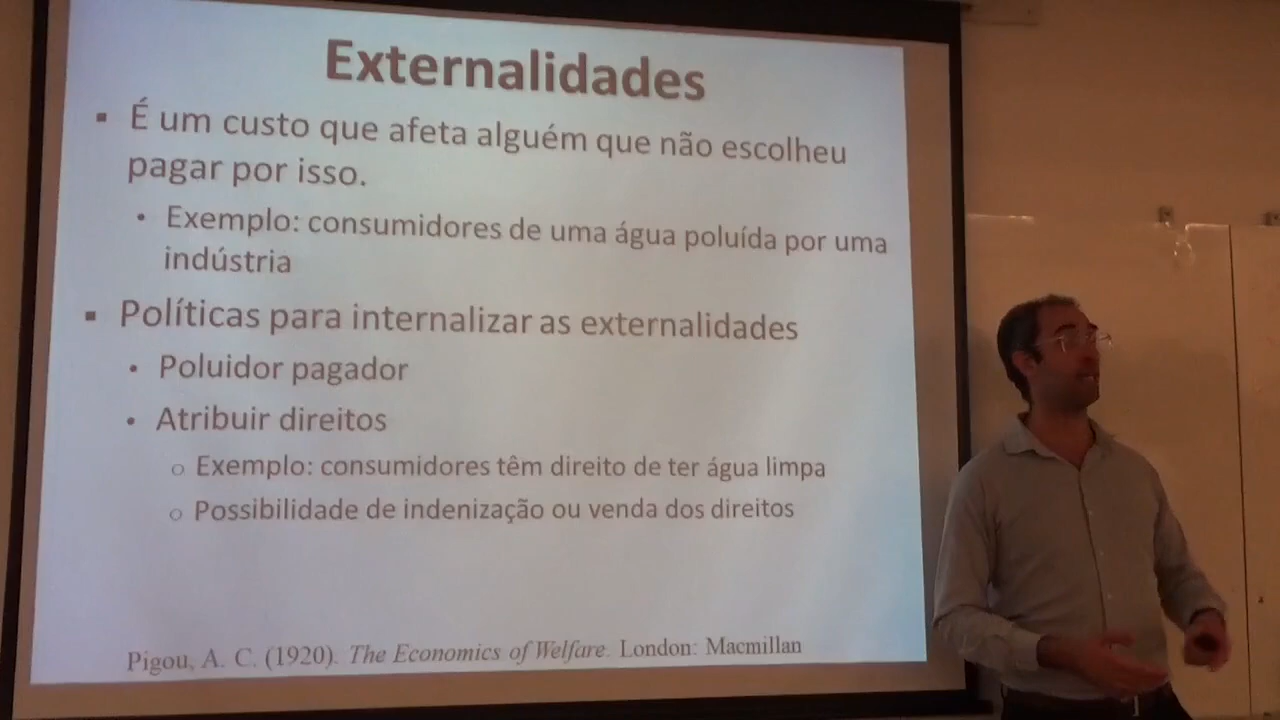 Externalidades
▪ É um custo que afeta alguém que não escolheu
pagar por isso.
• Exemplo: consumidores de uma água poluída por uma
indústria
▪ Políticas para internalizar as externalidades
• Poluidor pagador
• Atribuir direitos
○ Exemplo: consumidores têm direito de ter água limpa
○ Possibilidade de indenização ou venda dos direitos
Pigou, A. C. (1920). The Economics of Welfare. London: Macmillan